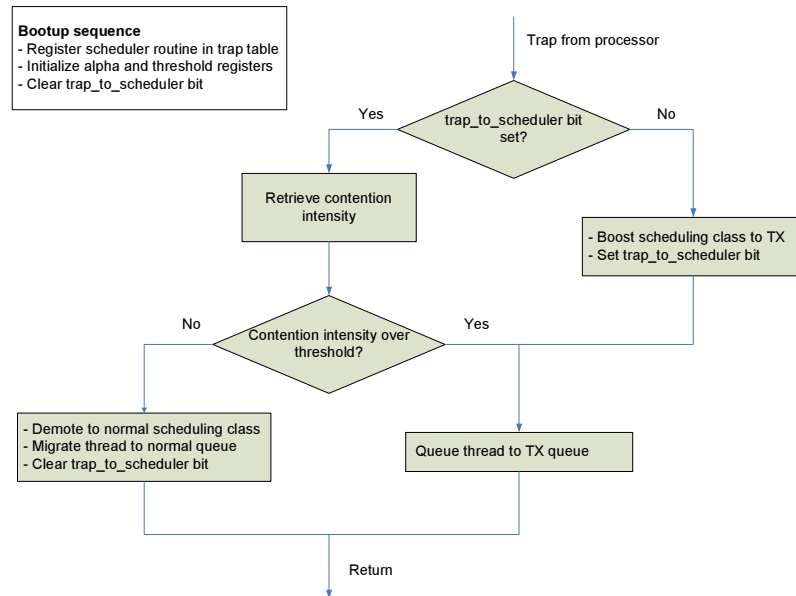 Bootup sequence
- Register scheduler routine in trap table
- Initialize alpha and threshold registers
- Clear trap_to_scheduler bit
Trap from processor
Yes
trap_to_scheduler bit
set?
No
Retrieve contention
intensity
- Boost scheduling class to TX
- Set trap_to_scheduler bit
No
Contention intensity over
threshold?
Yes
- Demote to normal scheduling class
- Migrate thread to normal queue
- Clear trap_to_scheduler bit
Queue thread to TX queue
Return